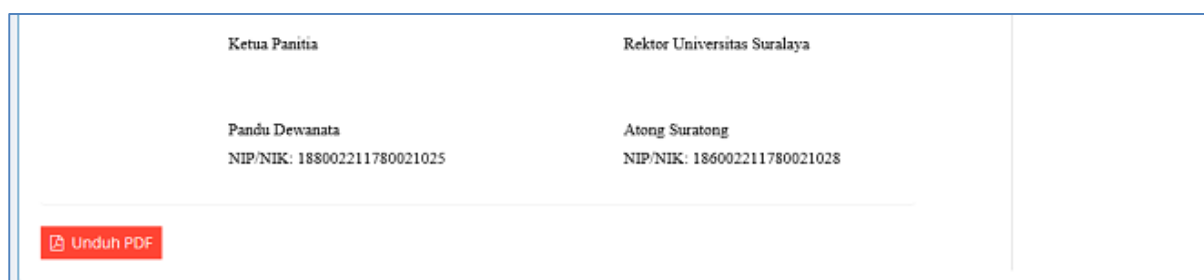 Ketua Panitia
Rektor Universitas Suralaya
Pandu Dewanata
NIP/NIK: 188002211780021025
Atong Suratong
NIP/NIK: 186002211780021028
Unduh PDF